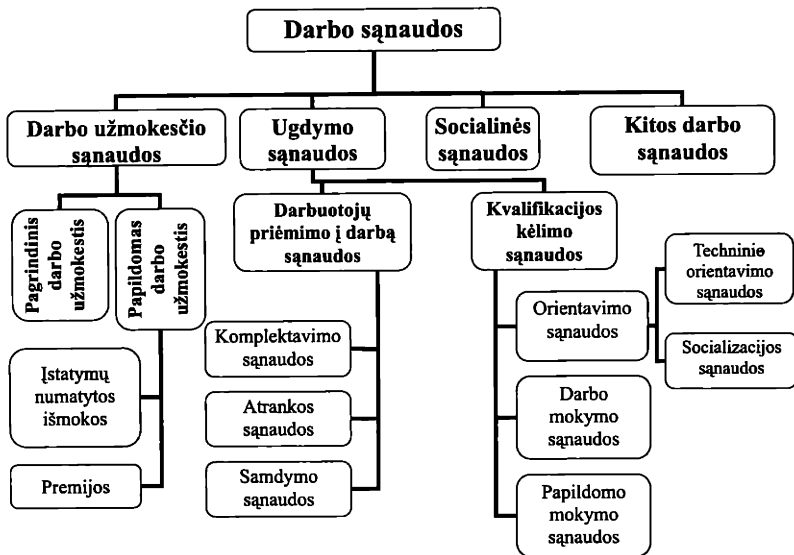 Darbo sąnaudos
Darbo užmokesčio
sąnaudos
Ugdymo
sąnaudos
Socialinės
sąnaudos
Kitos darbo
sąnaudos
Pagrindinis
darbo
užmokestis
Papildomas
darbo
užmokestis
Įstatymų
numatytos
išmokos
Premijos
Darbuotojų
priėmimo į darbą
sąnaudos
Komplektavimo
sąnaudos
Atrankos
sąnaudos
Samdymo
sąnaudos
Kvalifikacijos
kėlimo
sąnaudos
Orientavimo
sąnaudos
Techninio
orientavimo
sąnaudos
Socializacijos
sąnaudos
Darbo
mokymo
sąnaudos
Papildomo
mokymo
sąnaudos